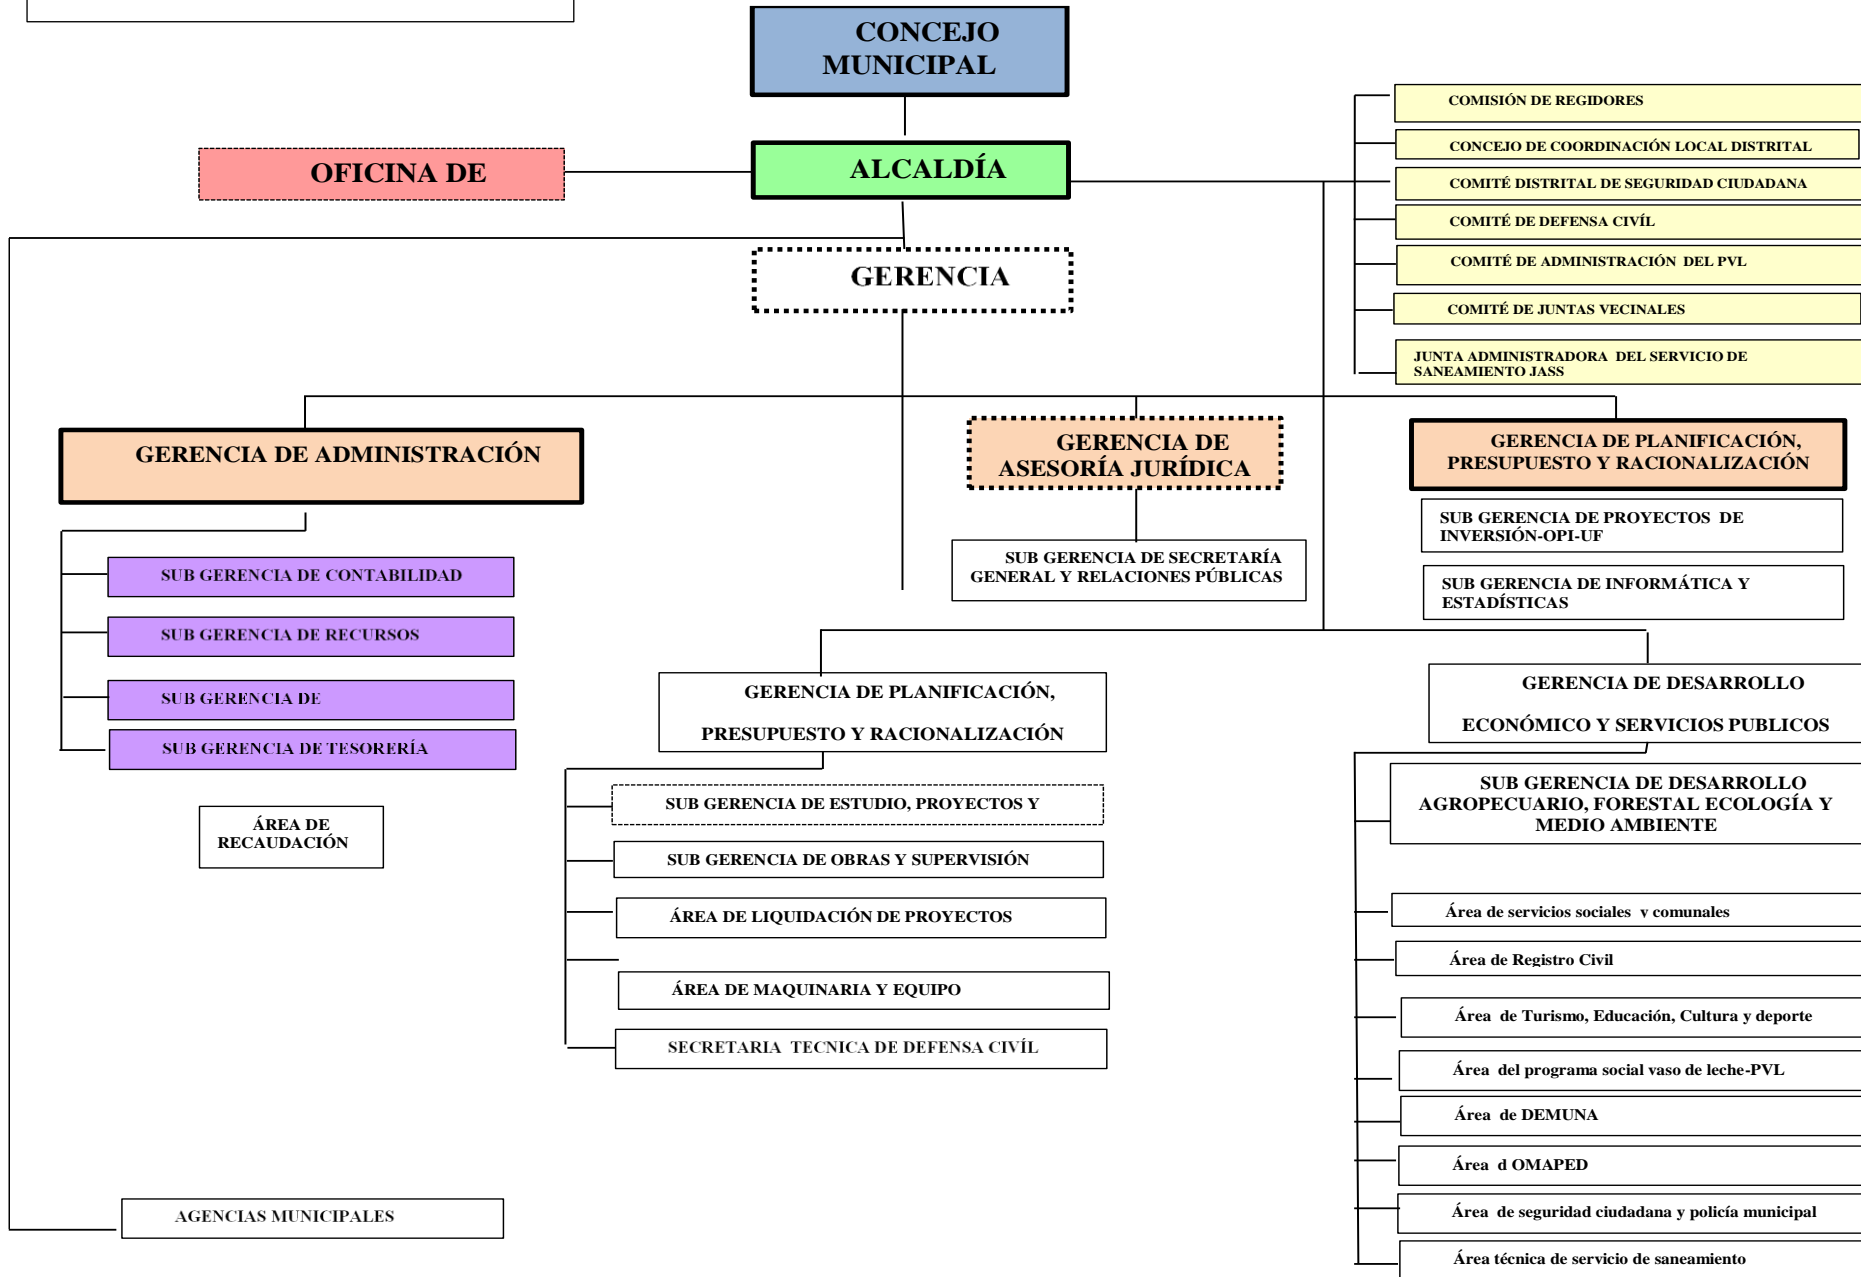 CONCEJO
MUNICIPAL
COMISIÓN DE REGIDORES
CONCEJO DE COORDINACIÓN LOCAL DISTRITAL
OFICINA DE
ALCALDÍA
COMITÉ DISTRITAL DE SEGURIDAD CIUDADANA
COMITÉ DE DEFENSA CIVÍL
GERENCIA
COMITÉ DE ADMINISTRACIÓN DEL PVL
COMITÉ DE JUNTAS VECINALES
JUNTA ADMINISTRADORA DEL SERVICIO DE
SANEAMIENTO JASS
GERENCIA DE ADMINISTRACIÓN
GERENCIA DE
ASESORÍA JURÍDICA
GERENCIA DE PLANIFICACIÓN,
PRESUPUESTO Y RACIONALIZACIÓN
SUB GERENCIA DE PROYECTOS DE
INVERSIÓN-OPI-UF
SUB GERENCIA DE SECRETARÍA
GENERAL Y RELACIONES PÚBLICAS
SUB GERENCIA DE INFORMÁTICA Y
ESTADÍSTICAS
SUB GERENCIA DE CONTABILIDAD
SUB GERENCIA DE RECURSOS
SUB GERENCIA DE
SUB GERENCIA DE TESORERÍA
ÁREA DE
RECAUDACIÓN
GERENCIA DE PLANIFICACIÓN,
PRESUPUESTO Y RACIONALIZACIÓN
SUB GERENCIA DE ESTUDIO, PROYECTOS Y
SUB GERENCIA DE OBRAS Y SUPERVISIÓN
ÁREA DE LIQUIDACIÓN DE PROYECTOS
ÁREA DE MAQUINARIA Y EQUIPO
SECRETARIA TECNICA DE DEFENSA CIVÍL
GERENCIA DE DESARROLLO
ECONÓMICO Y SERVICIOS PUBLICOS
SUB GERENCIA DE DESARROLLO
AGROPECUARIO, FORESTAL ECOLOGÍA Y
MEDIO AMBIENTE
Área de servicios sociales y comunales
Área de Registro Civil
Área de Turismo, Educación, Cultura y deporte
Área del programa social vaso de leche-PVL
Área de DEMUNA
Área d OMAPED
Área de seguridad ciudadana y policía municipal
Área técnica de servicio de saneamiento
AGENCIAS MUNICIPALES